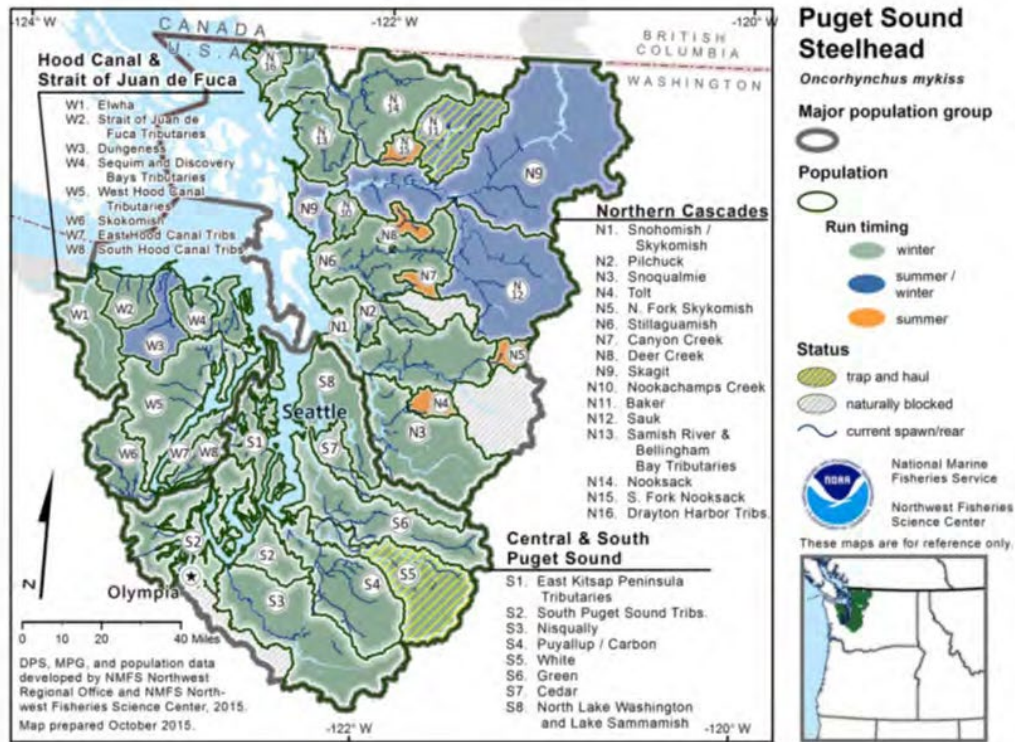 -124° W
-122° W
-120° W
CANADA
U.S.A.
BRITISH
COLUMBIA
WASHINGTON
Hood Canal &
Strait of Juan de Fuca
W1. Elwha
W2. Strait of Juan de
Fuca Tributaries
W3. Dungeness
W4. Sequim and Discovery
Bays Tributaries
W5. West Hood Canal
Tributaries
W6 Skokomish
W7 East Hood Canal Tribs
W8 South Hood Canal Tribs
N
16
N
14
N
11
N
13
N
15
N9
N9
N
10
N8
N6
N7
N
12
N2
N1
N5
N4
N3
W1
W2
W4
W3
W5
W6
W7
W8
S8
Seattle
S1
S7
S6
S2
S2
S5
S4
S3
Olympia
N
0 10 20 40 Miles
DPS, MPG, and population data
developed by NMFS Northwest
Regional Office and NMFS North-
west Fisheries Science Center, 2015.
Map prepared October 2015.
-122° W
-120° W
Northern Cascades
N1. Snohomish /
Skykomish
N2. Pilchuck
N3. Snoqualmie
N4. Tolt
N5. N. Fork Skykomish
N6. Stillaguamish
N7. Canyon Creek
N8. Deer Creek
N9. Skagit
N10. Nookachamps Creek
N11. Baker
N12. Sauk
N13. Samish River &
Bellingham
Bay Tributaries
N14. Nooksack
N15. S. Fork Nooksack
N16. Drayton Harbor Tribs.
Central & South
Puget Sound
S1. East Kitsap Peninsula
Tributaries
S2. South Puget Sound Tribs.
S3. Nisqually
S4. Puyallup / Carbon
S5. White
S6. Green
S7. Cedar
S8. North Lake Washington
and Lake Sammamish
Puget Sound
Steelhead
Oncorhynchus mykiss
Major population group
Population
Run timing
winter
summer /
winter
summer
Status
trap and haul
naturally blocked
current spawn/rear
NOAA
National Marine
Fisheries Service
Northwest Fisheries
Science Center
These maps are for reference only.